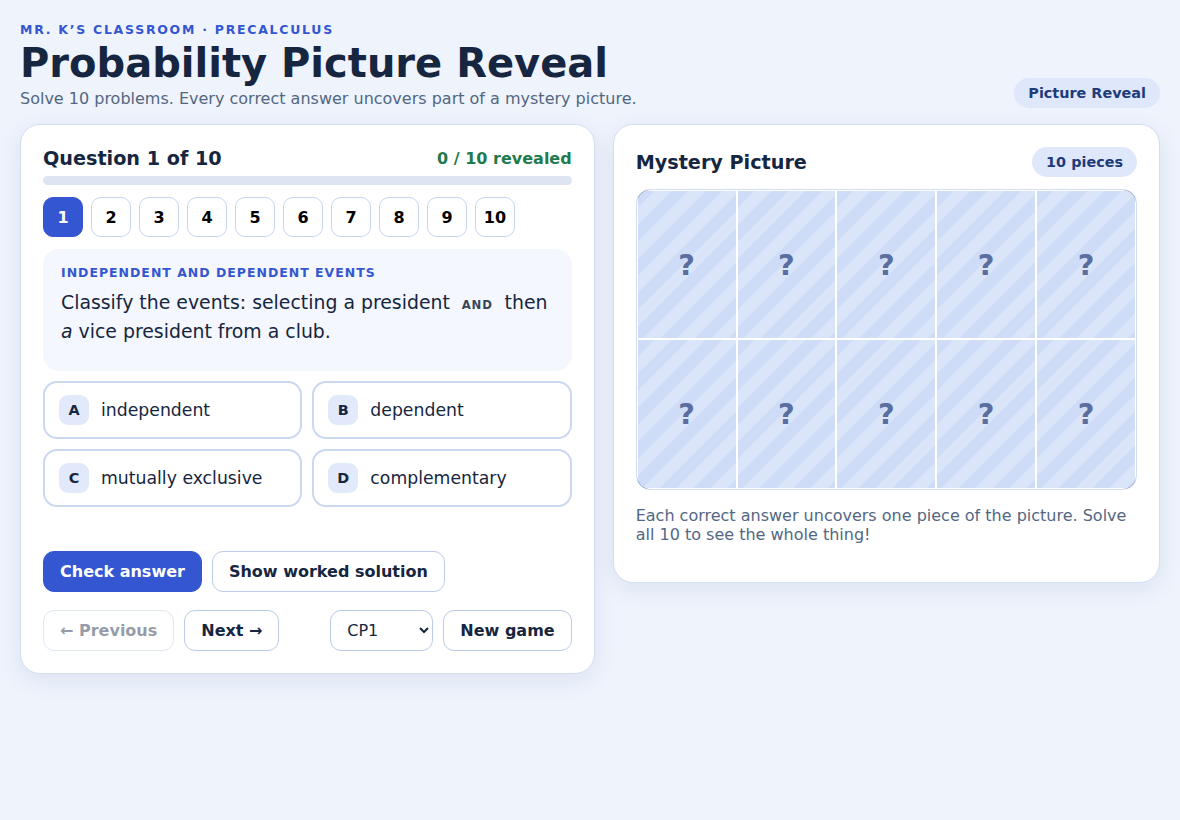 MR. K’S CLASSROOM · PRECALCULUS
Probability Picture Reveal
Solve 10 problems. Every correct answer uncovers part of a mystery picture.
Picture Reveal
Question 1 of 10
0 / 10 revealed
1 2 3 4 5 6 7 8 9 10
INDEPENDENT AND DEPENDENT EVENTS
Classify the events: selecting a president AND then
a vice president from a club.
A independent
B dependent
C mutually exclusive
D complementary
Check answer
Show worked solution
← Previous
Next →
CP1
New game
Mystery Picture
10 pieces
? ? ? ? ?
? ? ? ? ?
Each correct answer uncovers one piece of the picture. Solve
all 10 to see the whole thing!